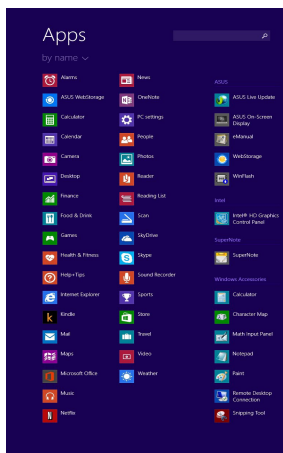 Apps
by name
Alarms
ASUS WebStorage
Calculator
Calendar
Camera
Desktop
Finance
Food & Drink
Games
Health & Fitness
Help+Tips
Internet Explorer
Kindle
Mail
Maps
Microsoft Office
Music
Netflix
News
OneNote
PC settings
People
Photos
Reader
Reading List
Scan
SkyDrive
Skype
Sound Recorder
Sports
Store
Travel
Video
Weather
ASUS
ASUS Live Update
ASUS On-Screen
Display
eManual
WebStorage
WinFlash
Intel
Intel® HD Graphics
Control Panel
SuperNote
SuperNote
Windows Accessories
Calculator
Character Map
Math Input Panel
Notepad
Paint
Remote Desktop
Connection
Snipping Tool